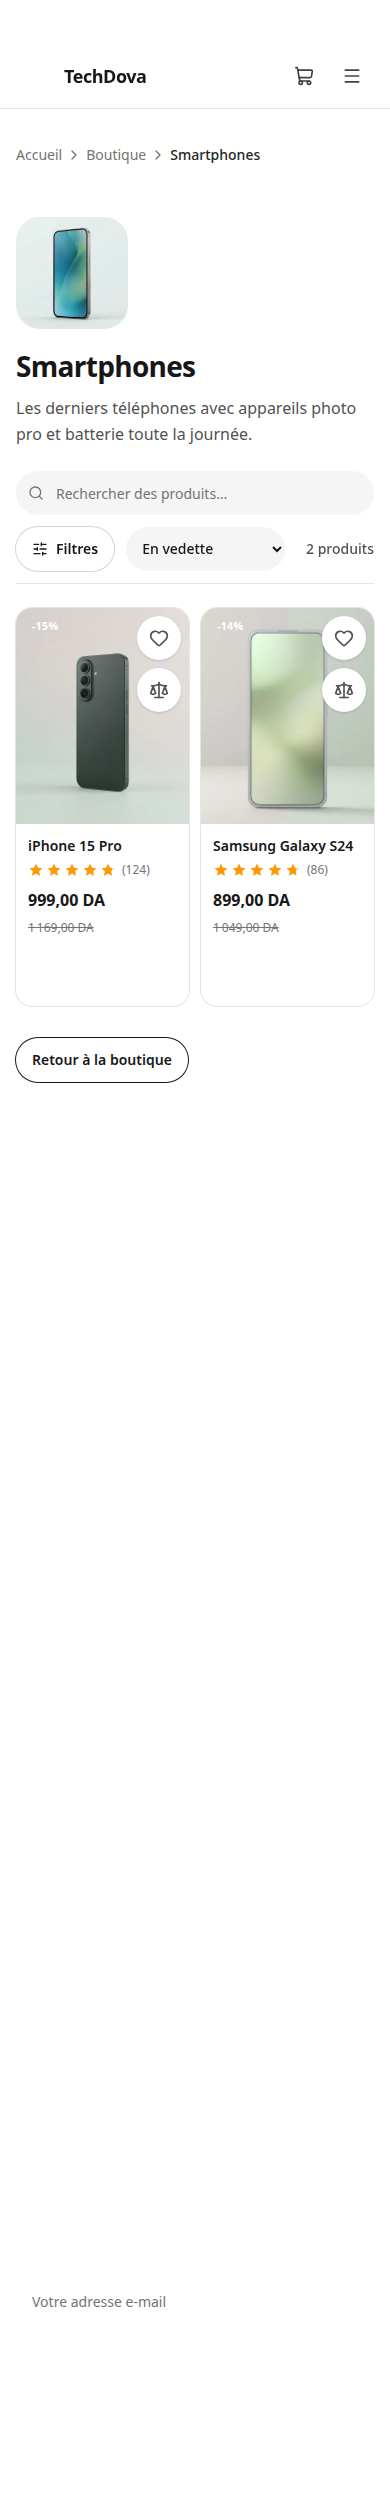 TechDova
Accueil > Boutique > Smartphones
Smartphones
Les derniers téléphones avec appareils photo
pro et batterie toute la journée.
Rechercher des produits...
Filtres
En vedette
2 produits
-15%
-14%
iPhone 15 Pro
(124)
999,00 DA
1 169,00 DA
Samsung Galaxy S24
(86)
899,00 DA
1 049,00 DA
Retour à la boutique
Votre adresse e-mail